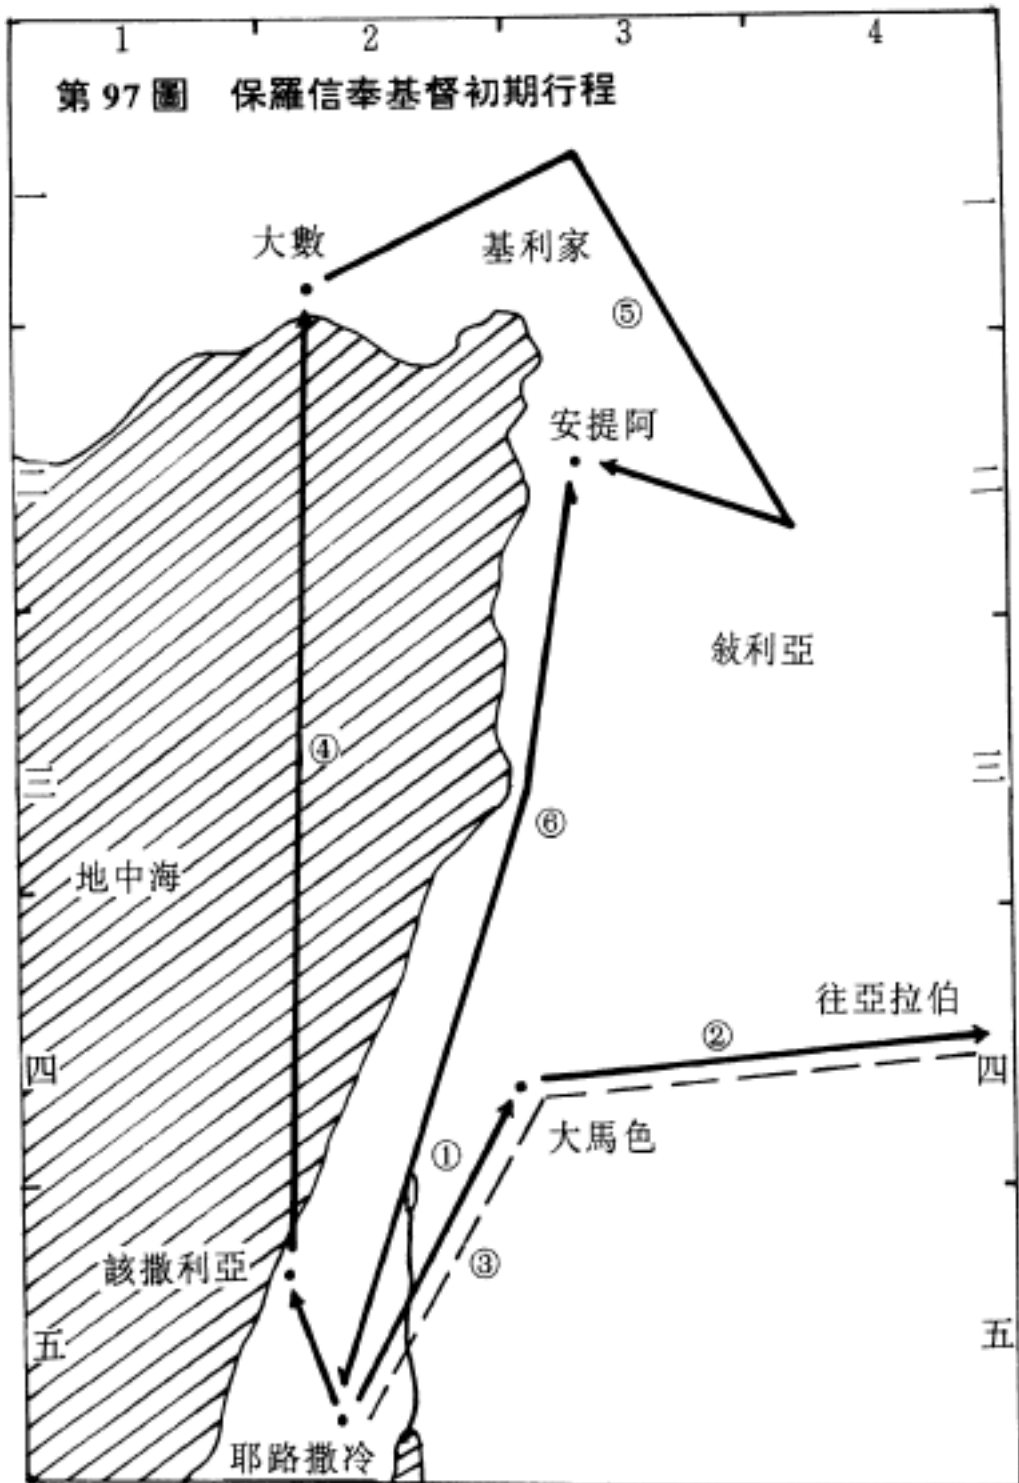 1 2 3 4
第 97 圖 保羅信奉基督初期行程
一 一
大數
基利家
⑤
安提阿
二 二
敍利亞
④
三 三
⑥
地中海
往亞拉伯
②
四 四
大馬色
①
③
該撒利亞
五 五
耶路撒冷